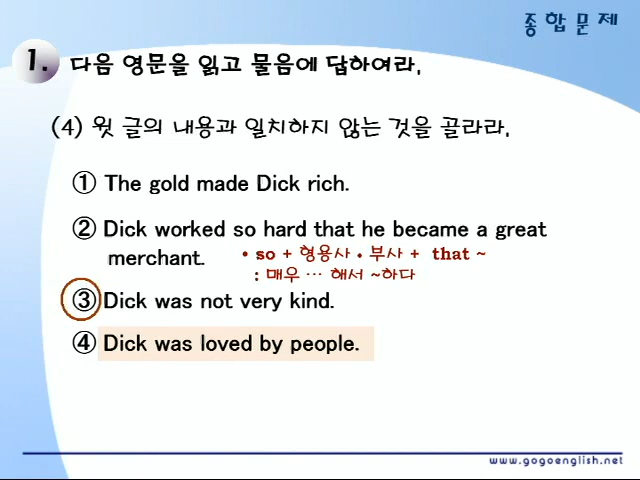 종합문제
1. 다음 영문을 읽고 물음에 답하여라.
(4) 윗 글의 내용과 일치하지 않는 것을 골라라.
① The gold made Dick rich.
② Dick worked so hard that he became a great
merchant.
• so + 형용사 • 부사 + that ~
: 매우 … 해서 ~하다
③ Dick was not very kind.
④ Dick was loved by people.
www.gogoenglish.net